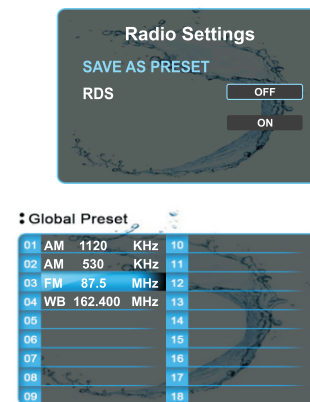 Radio Settings
SAVE AS PRESET
RDS OFF
ON
Global Preset
01 AM 1120 KHz 10
02 AM 530 KHz 11
03 FM 87.5 MHz 12
04 WB 162.400 MHz 13
05 14
06 15
07 16
08 17
09 18